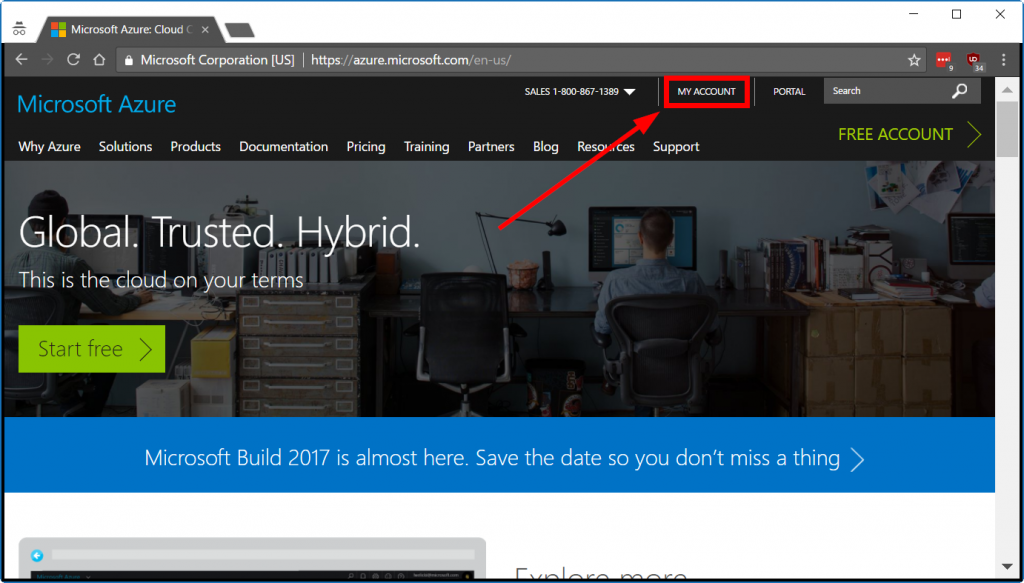 Microsoft Azure: Cloud C
Microsoft Corporation [US] https://azure.microsoft.com/en-us/
9
34
SALES 1-800-867-1389 MY ACCOUNT PORTAL Search
Microsoft Azure
FREE ACCOUNT
Why Azure Solutions Products Documentation Pricing Training Partners Blog Resources Support
Global. Trusted. Hybrid.
This is the cloud on your terms
Start free
Microsoft Build 2017 is almost here. Save the date so you don't miss a thing
Explore more
Microsoft Azure